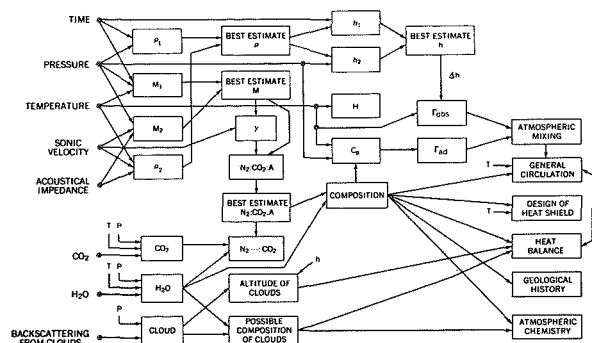 TIME
PRESSURE
TEMPERATURE
SONIC
VELOCITY
ACOUSTICAL
IMPEDANCE
CO2
H2O
BACKSCATTERING
FROM CLOUDS
ρ1
M1
M2
ρ2
T P
CO2
T P
H2O
P
CLOUD
BEST ESTIMATE
ρ
BEST ESTIMATE
M
γ
N2:CO2:A
BEST ESTIMATE
N2:CO2:A
N2···:CO2
ALTITUDE OF
CLOUDS
POSSIBLE
COMPOSITION
OF CLOUDS
h1
h2
H
Cp
COMPOSITION
h
BEST ESTIMATE
h
Δh
Γobs
Γad
ATMOSPHERIC
MIXING
T
GENERAL
CIRCULATION
T
DESIGN OF
HEAT SHIELD
HEAT
BALANCE
GEOLOGICAL
HISTORY
ATMOSPHERIC
CHEMISTRY